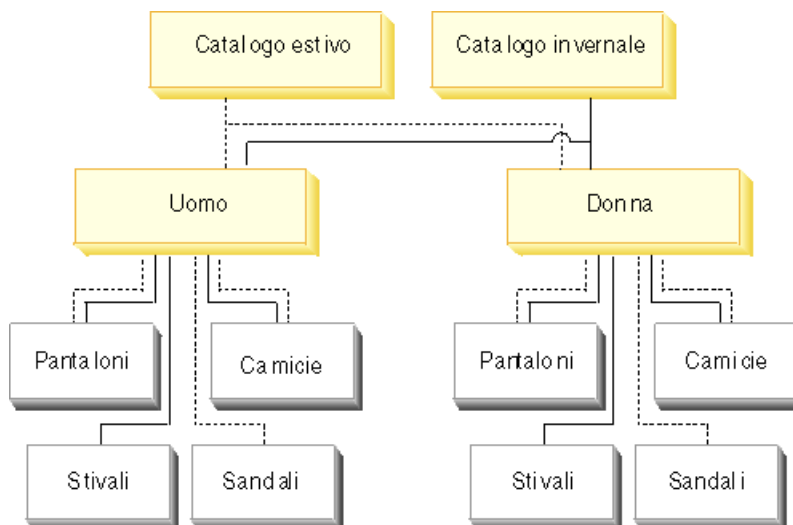 Catalogo estivo
Catalogo invernale
Uomo
Donna
Pantaloni
Camicie
Pantaloni
Camicie
Stivali
Sandali
Stivali
Sandali